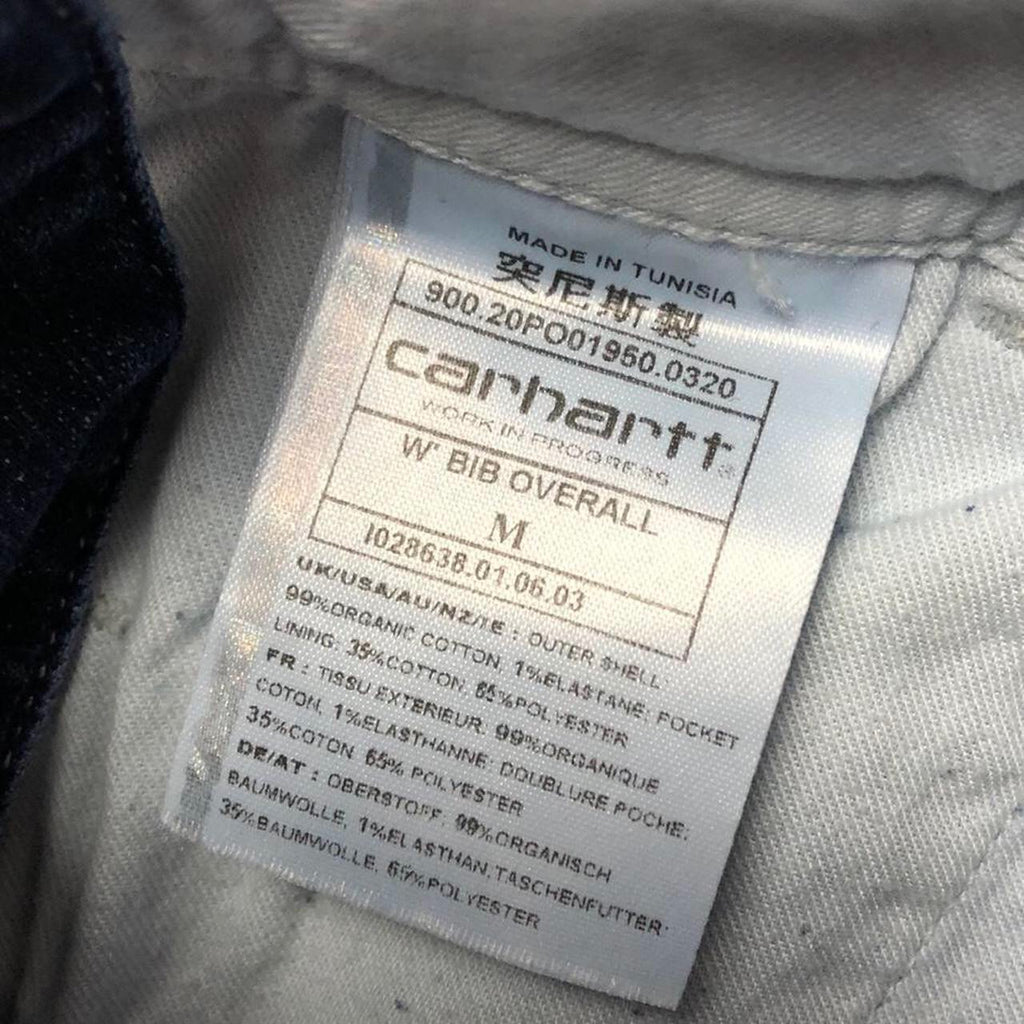 MADE IN TUNISIA
突尼斯製
900.20PO01960.0320
carhartt
WORK IN PROGRESS
W' BIB OVERALL
M
I028638.01.06.03
UK/USA/AU/NZ/IE : OUTER SHELL
99%ORGANIC COTTON, 1%ELASTANE; POCKET
LINING: 35%COTTON, 65%POLYESTER
FR : TISSU EXTERIEUR, 99%ORGANIQUE
COTON, 1%ELASTHANNE; DOUBLURE POCHE:
35%COTON, 65% POLYESTER
DE/AT : OBERSTOFF, 99%ORGANISCH
BAUMWOLLE, 1%ELASTHAN,TASCHENFUTTER:
35%BAUMWOLLE, 65%POLYESTER